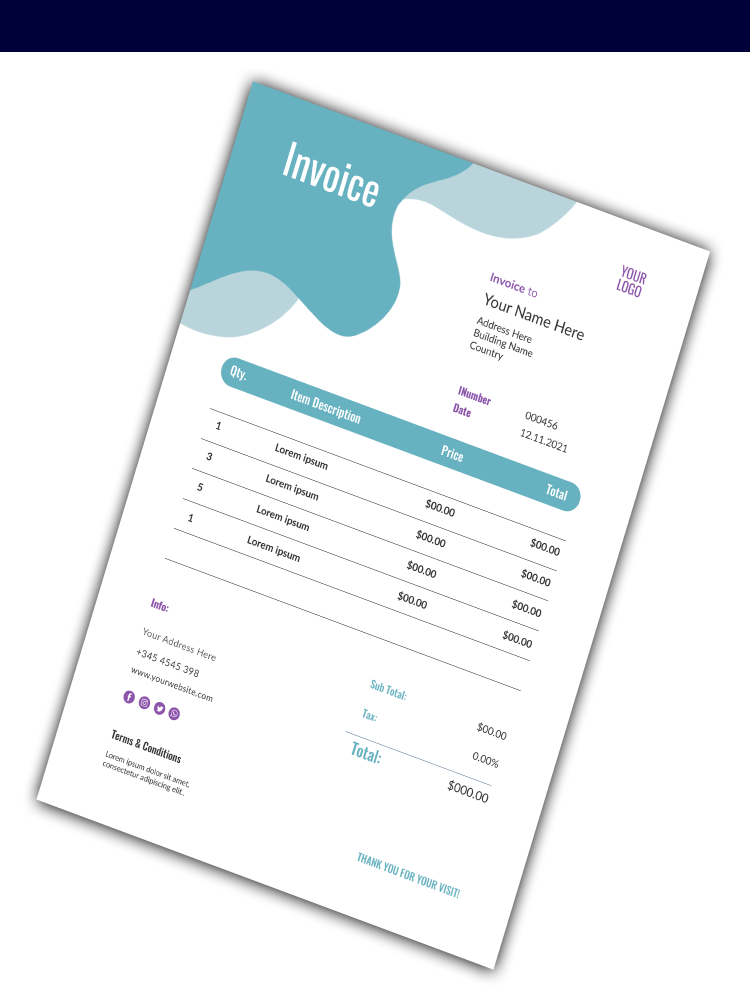 Invoice
YOUR
LOGO
Invoice to
Your Name Here
Address Here
Building Name
Country
INumber 000456
Date 12.11.2021
Qty. Item Description Price Total
1 Lorem ipsum $00.00 $00.00
3 Lorem ipsum $00.00 $00.00
5 Lorem ipsum $00.00 $00.00
1 Lorem ipsum $00.00 $00.00
Info:
Your Address Here
+345 4545 398
www.yourwebsite.com
Terms & Conditions
Lorem ipsum dolor sit amet,
consectetur adipiscing elit..
Sub Total: $00.00
Tax: 0.00%
Total: $000.00
THANK YOU FOR YOUR VISIT!